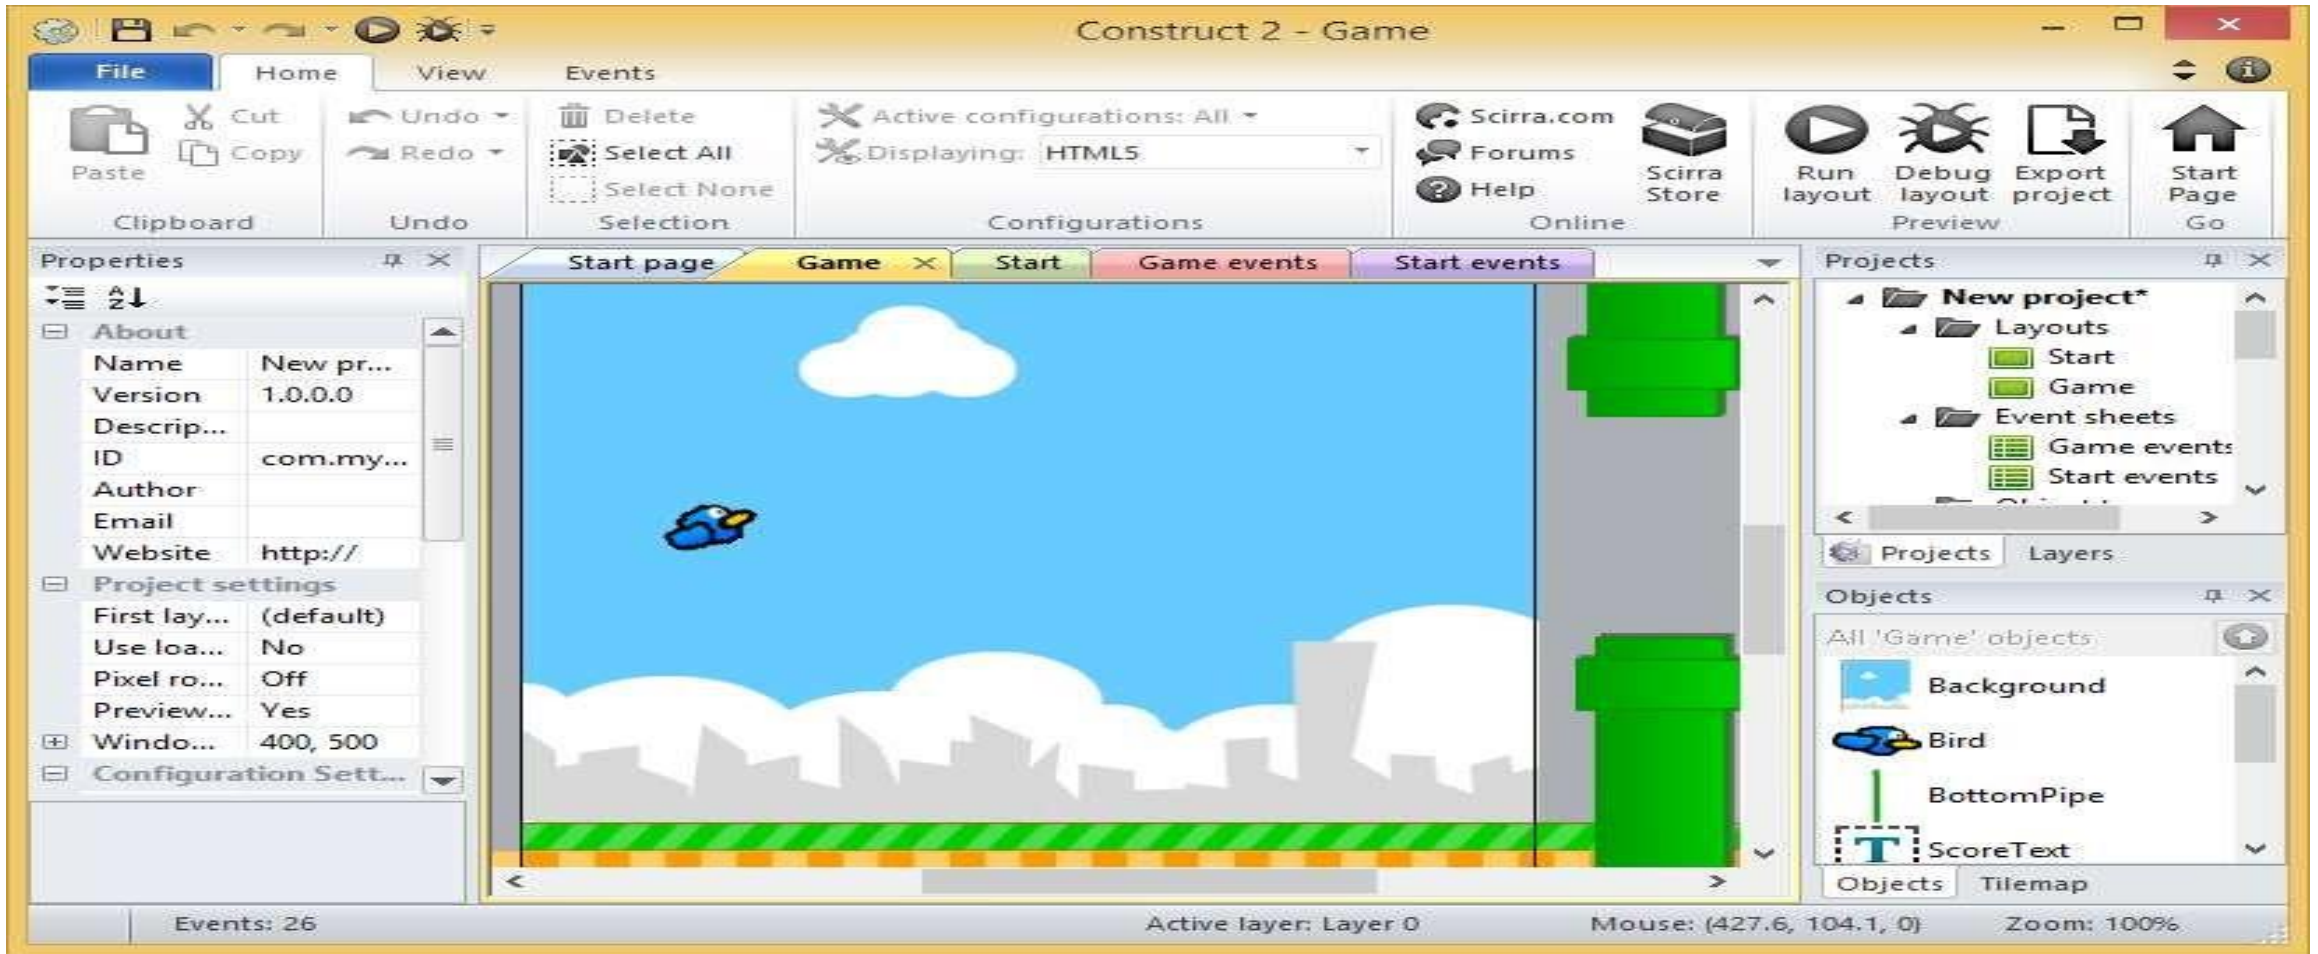 Construct 2 - Game
File Home View Events
Paste
Cut
Copy
Clipboard
Undo
Redo
Undo
Delete
Select All
Select None
Selection
Active configurations: All
Displaying: HTML5
Configurations
Scirra.com
Forums
Help
Scirra
Store
Online
Run
layout
Debug
layout
Export
project
Preview
Start
Page
Go
Properties
A
Z
About
Name New pr...
Version 1.0.0.0
Descrip...
ID com.my...
Author
Email
Website http://
Project settings
First lay... (default)
Use loa... No
Pixel ro... Off
Preview... Yes
Windo... 400, 500
Configuration Sett...
Start page Game Start Game events Start events
Projects
New project*
Layouts
Start
Game
Event sheets
Game events
Start events
Projects Layers
Objects
All 'Game' objects
Background
Bird
BottomPipe
T ScoreText
Objects Tilemap
Events: 26 Active layer: Layer 0 Mouse: (427.6, 104.1, 0) Zoom: 100%